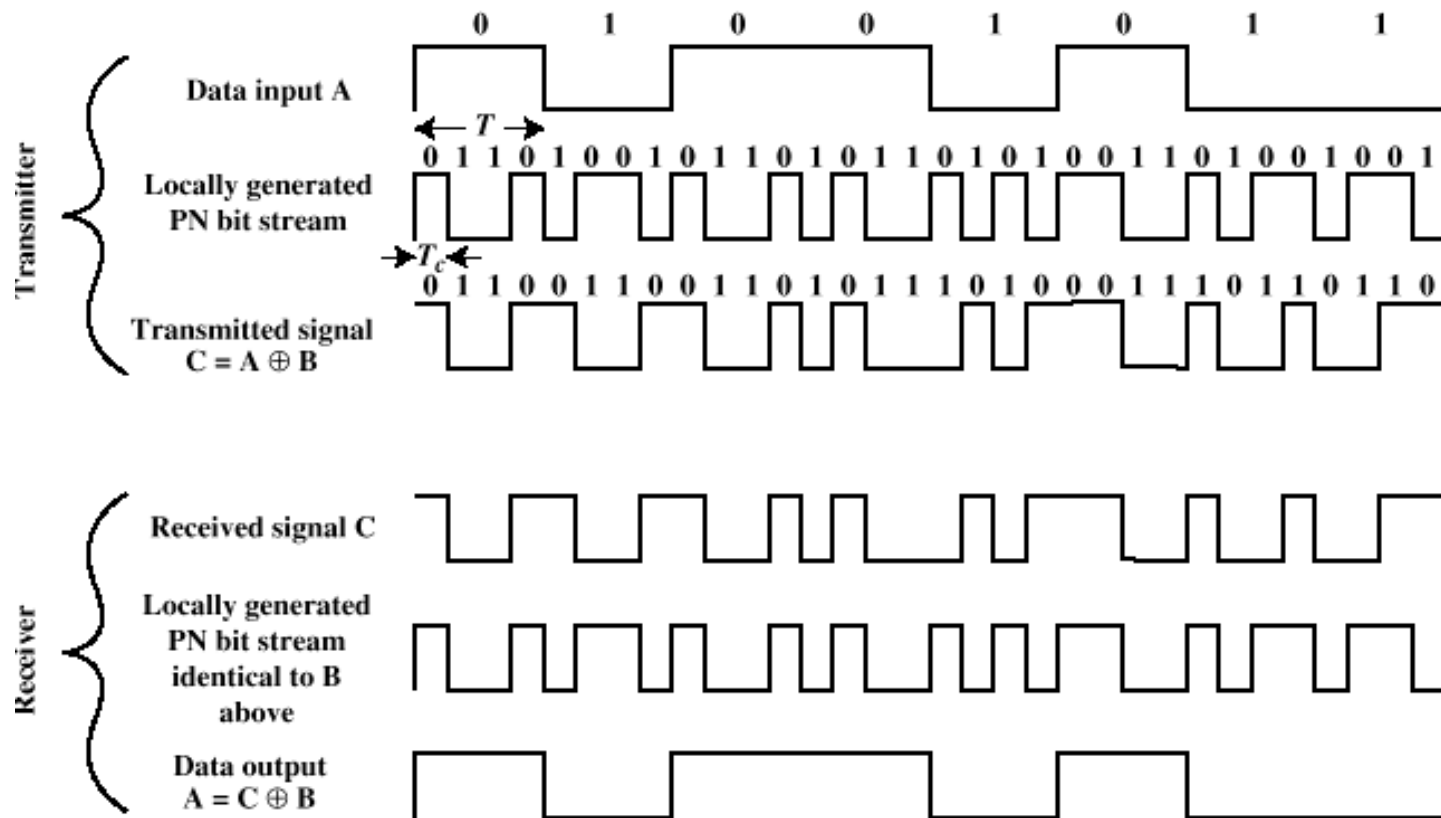 0 1 0 0 1 0 1 1
Data input A
T
0 1 1 0 1 0 0 1 0 1 1 0 1 0 1 1 0 1 0 1 0 0 1 1 0 1 0 0 1 0 0 1
Locally generated
PN bit stream
Tc
0 1 1 0 0 1 1 0 0 1 1 0 1 0 1 1 1 0 1 0 0 0 1 1 1 0 1 1 0 1 1 0
Transmitted signal
C = A ⊕ B
Transmitter
Received signal C
Locally generated
PN bit stream
identical to B
above
Data output
A = C ⊕ B
Receiver